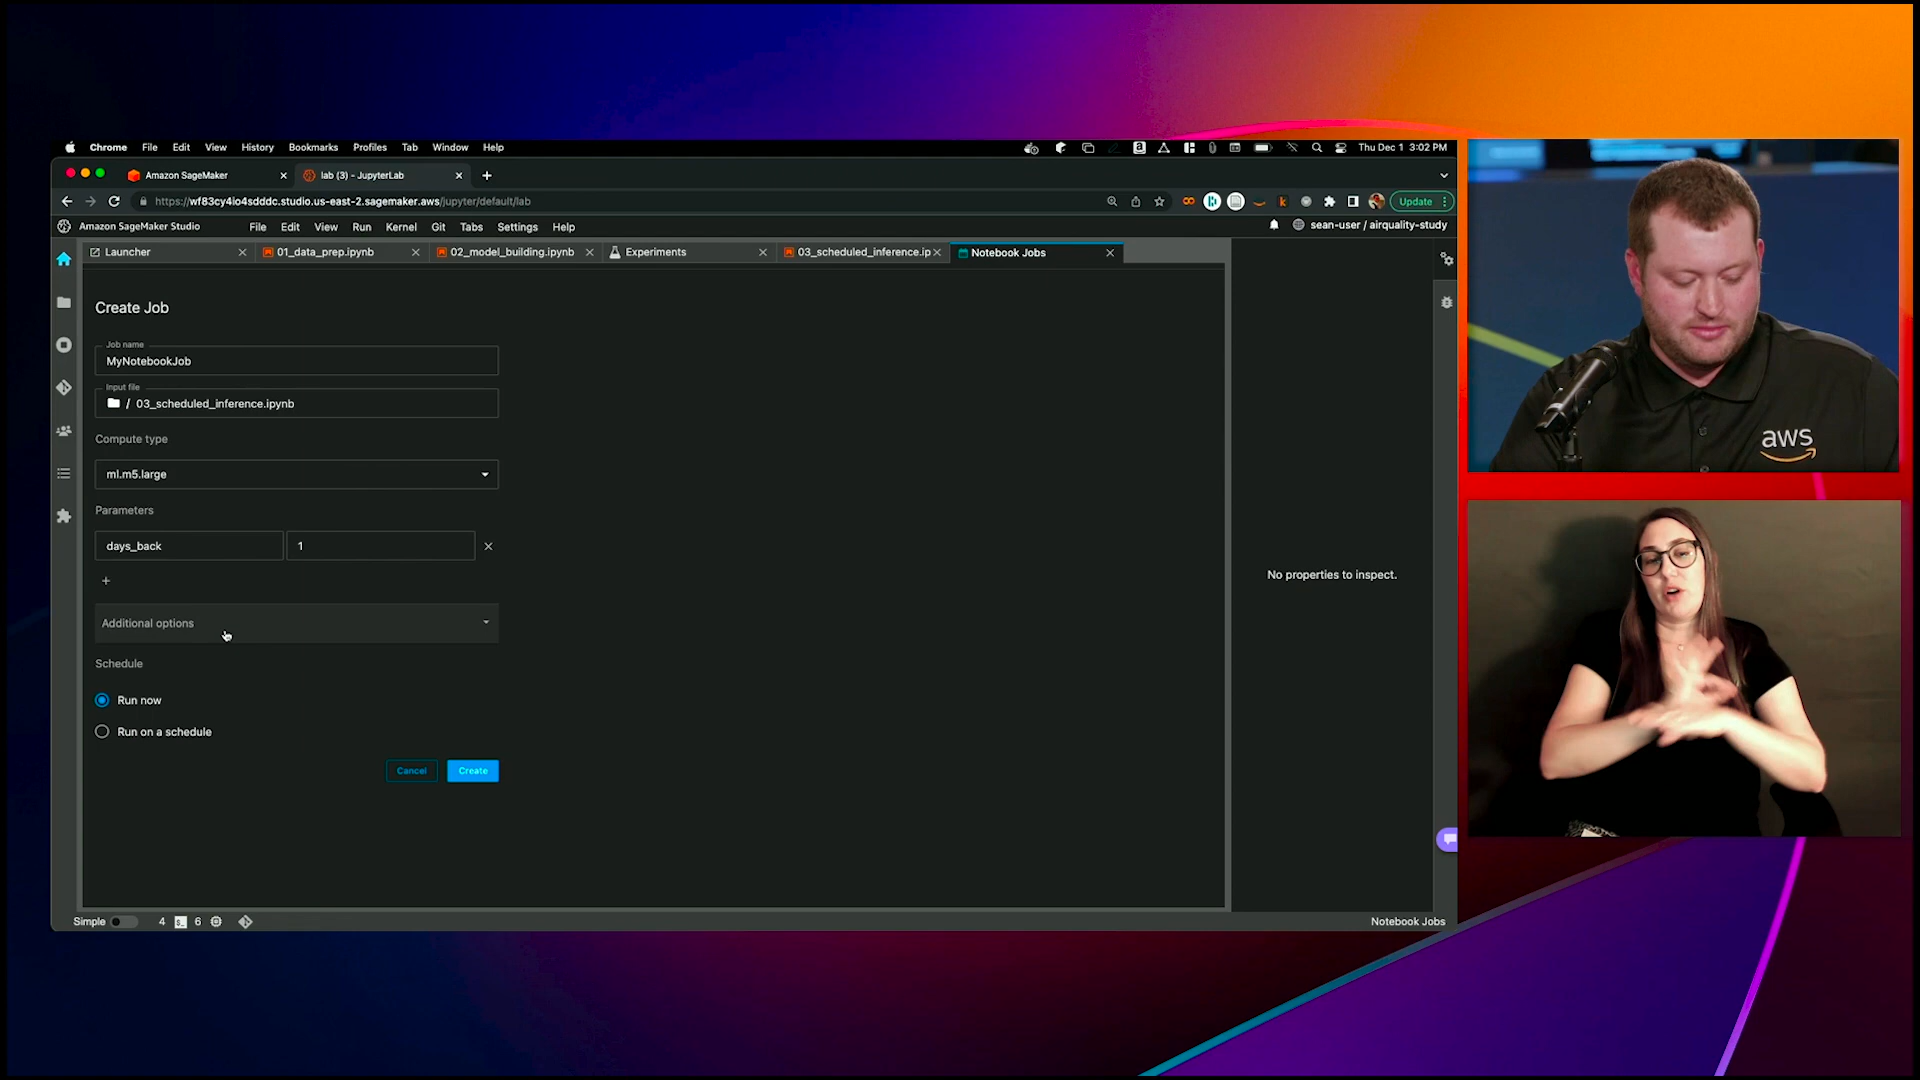 Chrome File Edit View History Bookmarks Profiles Tab Window Help Thu Dec 1 3:02 PM
Amazon SageMaker lab (3) - JupyterLab
https://wf83cy4io4sdddc.studio.us-east-2.sagemaker.aws/jupyter/default/lab Update
Amazon SageMaker Studio File Edit View Run Kernel Git Tabs Settings Help sean-user / airquality-study
Launcher 01_data_prep.ipynb 02_model_building.ipynb Experiments 03_scheduled_inference.ip Notebook Jobs
Create Job
Job name
MyNotebookJob
Input file
/ 03_scheduled_inference.ipynb
Compute type
ml.m5.large
Parameters
days_back 1
+
Additional options
Schedule
Run now
Run on a schedule
Cancel Create
No properties to inspect.
Simple 4 6 Notebook Jobs
aws